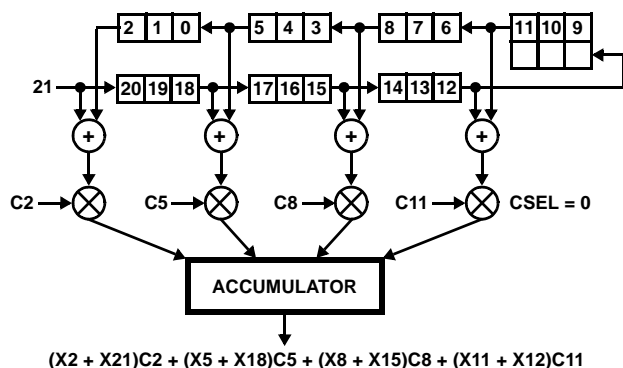 2 1 0 5 4 3 8 7 6 11 10 9
21 20 19 18 17 16 15 14 13 12
+ + + +
C2 C5 C8 C11 CSEL = 0
ACCUMULATOR
(X2 + X21)C2 + (X5 + X18)C5 + (X8 + X15)C8 + (X11 + X12)C11